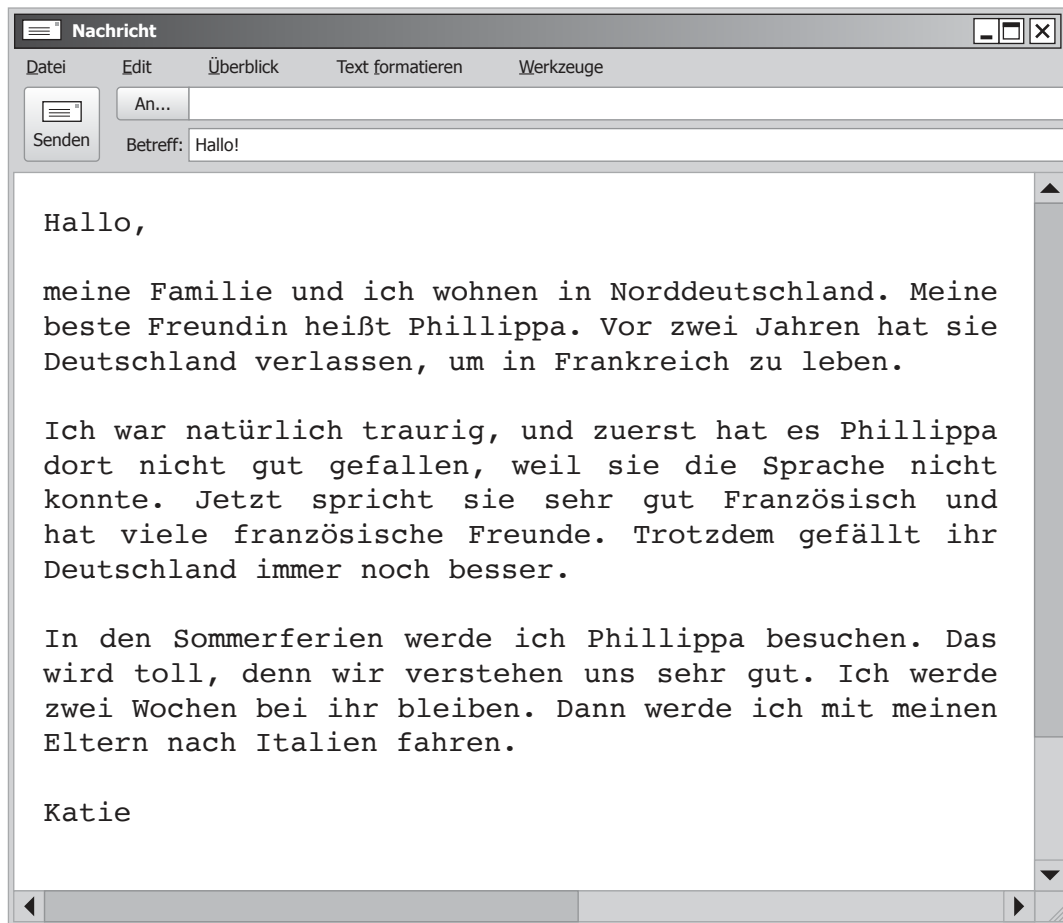 Nachricht
Datei Edit Überblick Text formatieren Werkzeuge
An...
Senden
Betreff: Hallo!
Hallo,
meine Familie und ich wohnen in Norddeutschland. Meine
beste Freundin heißt Phillippa. Vor zwei Jahren hat sie
Deutschland verlassen, um in Frankreich zu leben.
Ich war natürlich traurig, und zuerst hat es Phillippa
dort nicht gut gefallen, weil sie die Sprache nicht
konnte. Jetzt spricht sie sehr gut Französisch und
hat viele französische Freunde. Trotzdem gefällt ihr
Deutschland immer noch besser.
In den Sommerferien werde ich Phillippa besuchen. Das
wird toll, denn wir verstehen uns sehr gut. Ich werde
zwei Wochen bei ihr bleiben. Dann werde ich mit meinen
Eltern nach Italien fahren.
Katie